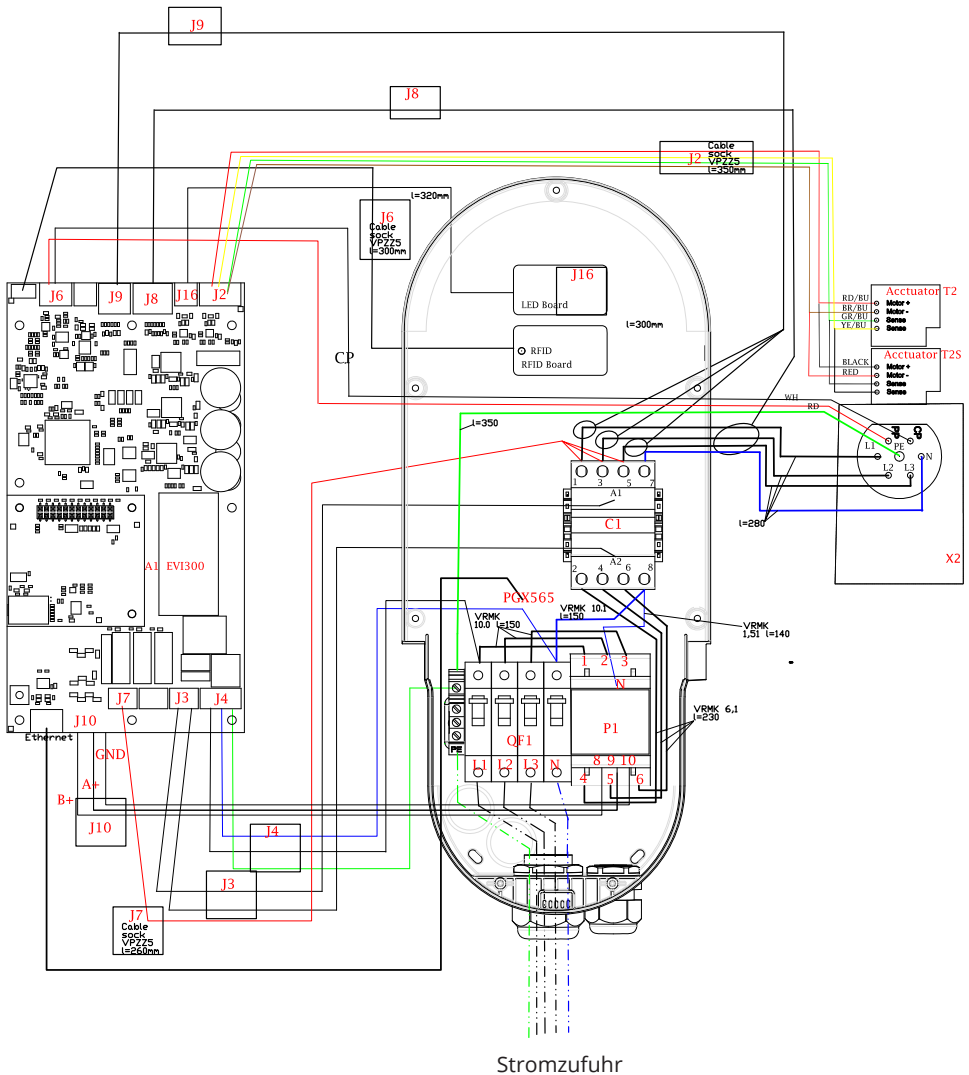 J9
J8
J2
Cable
sock
VPZZ5
l=350mm
l=320mm
J6
Cable
sock
VPZZ5
l=300mm
J6
J9
J8
J16
J2
J16
LED Board
l=300mm
RFID
RFID Board
CP
Acctuator T2
RD/BU
BR/BU
GR/BU
YE/BU
Motor +
Motor -
Sense
Sense
Acctuator T2S
BLACK
RED
Motor +
Motor -
Sense
Sense
WH
RD
l=350
PP
CP
PE
L1
N
L2
L3
X2
l=280
1
3
5
7
A1
C1
A2
2
4
6
8
A1 EVI300
PGX565
VRMK
10.0 l=150
VRMK 10.1
l=150
VRMK
1,51 l=140
1
2
3
N
P1
VRMK 6,1
l=230
QF1
PE
L1
L2
L3
N
8
9
10
4
5
6
J7
J3
J4
J10
Ethernet
GND
A+
B+
J10
J4
J3
J7
Cable
sock
VPZZ5
l=260mm
Stromzufuhr